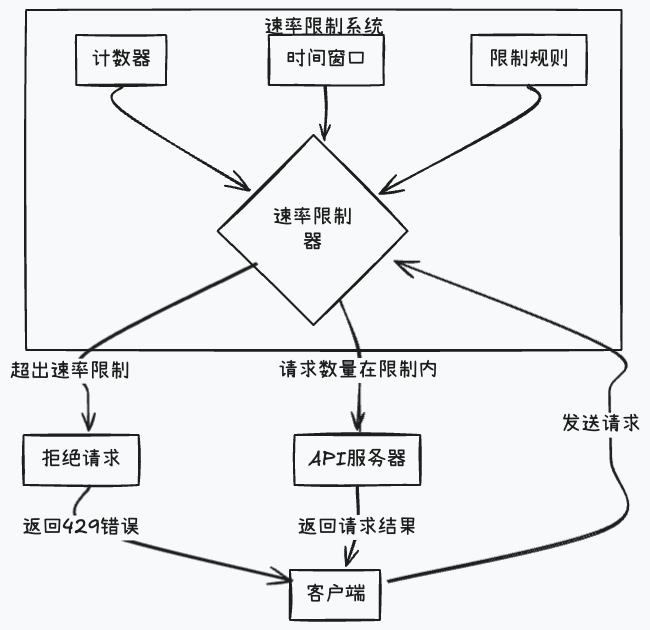 速率限制系统
计数器
时间窗口
限制规则
速率限制
器
超出速率限制
请求数量在限制内
发送请求
拒绝请求
API服务器
返回429错误
返回请求结果
客户端